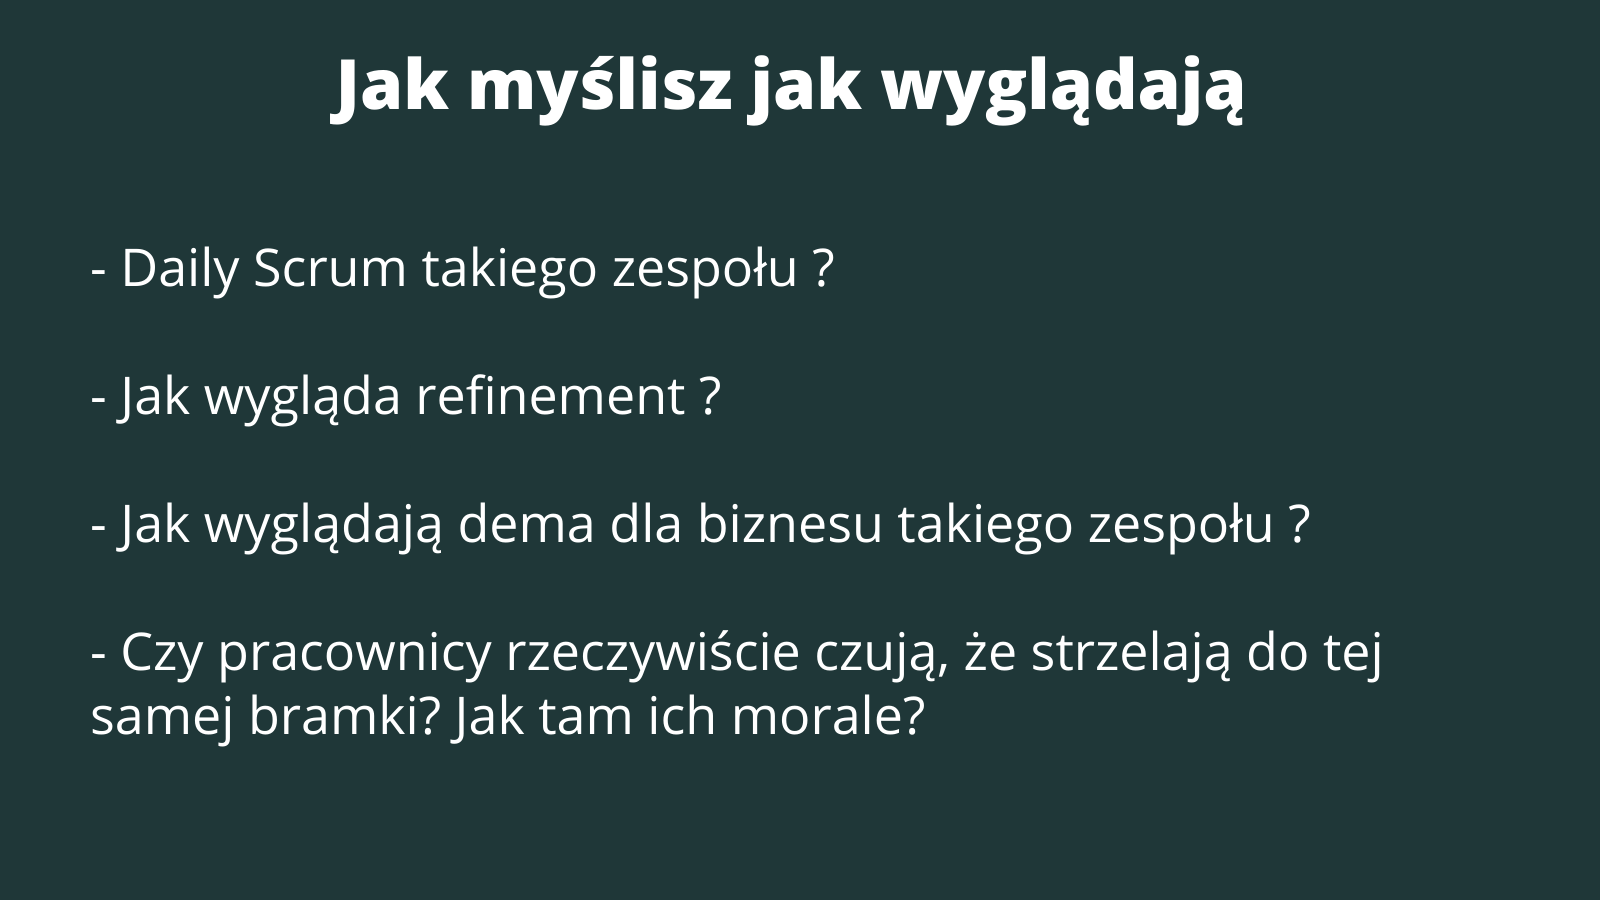 Jak myślisz jak wyglądają
- Daily Scrum takiego zespołu ?
- Jak wygląda refinement ?
- Jak wyglądają dema dla biznesu takiego zespołu ?
- Czy pracownicy rzeczywiście czują, że strzelają do tej
samej bramki? Jak tam ich morale?